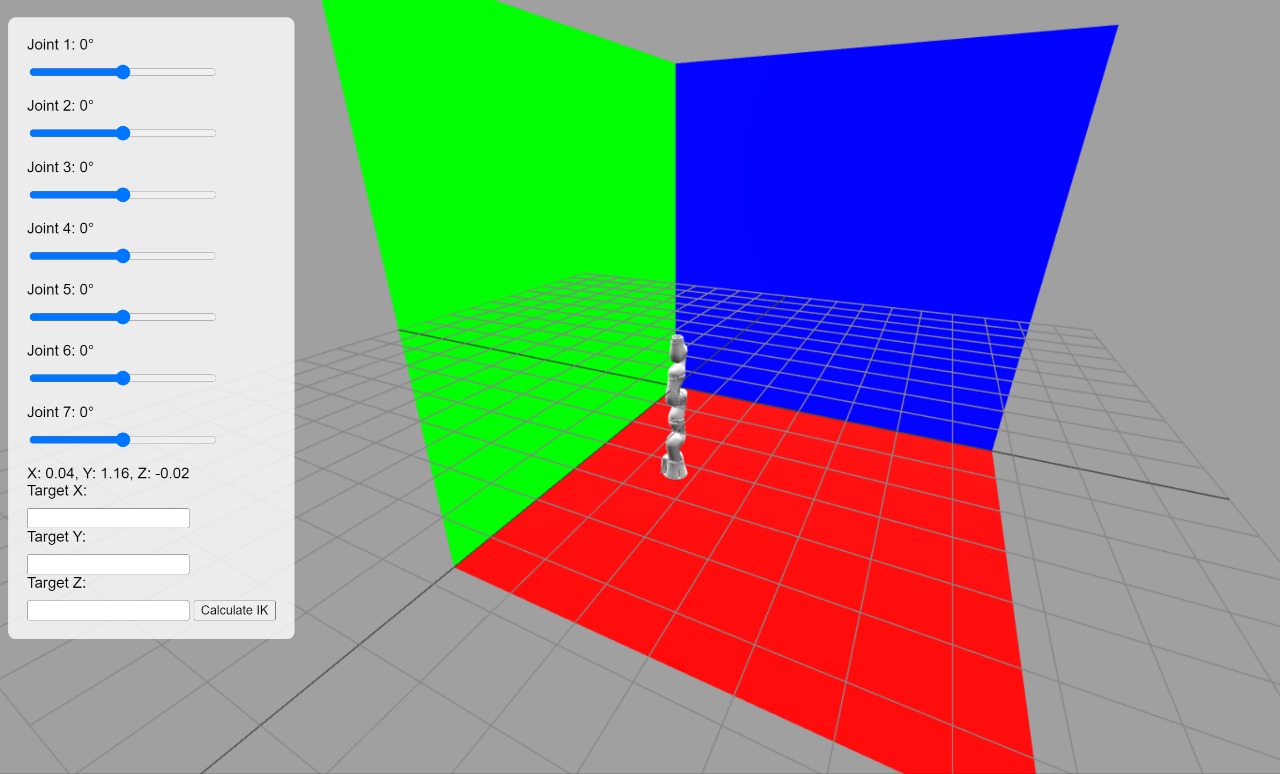 Joint 1: 0°
Joint 2: 0°
Joint 3: 0°
Joint 4: 0°
Joint 5: 0°
Joint 6: 0°
Joint 7: 0°
X: 0.04, Y: 1.16, Z: -0.02
Target X:
Target Y:
Target Z:
Calculate IK